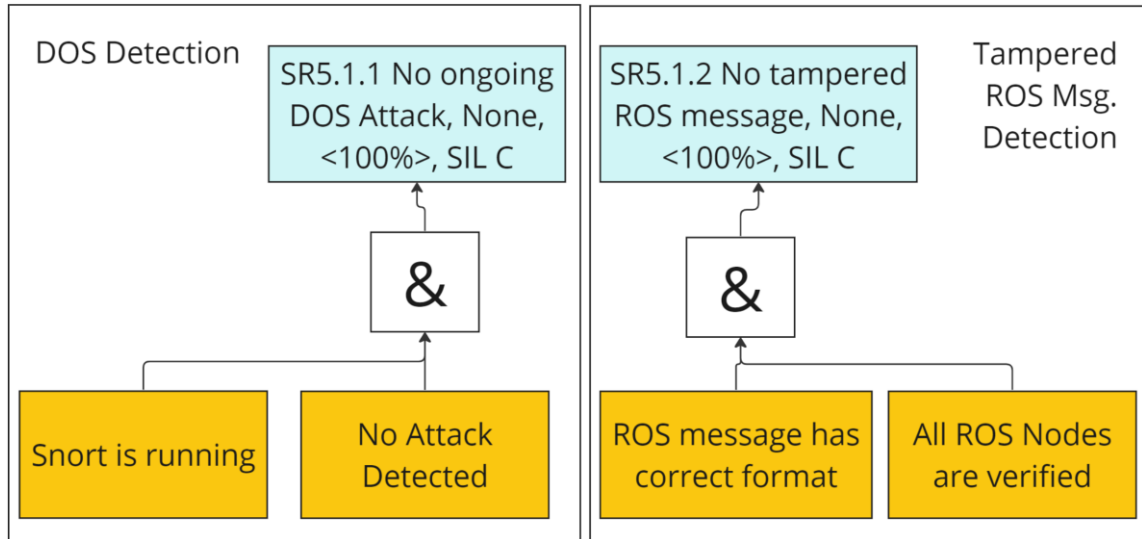 DOS Detection
SR5.1.1 No ongoing
DOS Attack, None,
<100%>, SIL C
&
Snort is running
No Attack
Detected
SR5.1.2 No tampered
ROS message, None,
<100%>, SIL C
Tampered
ROS Msg.
Detection
&
ROS message has
correct format
All ROS Nodes
are verified